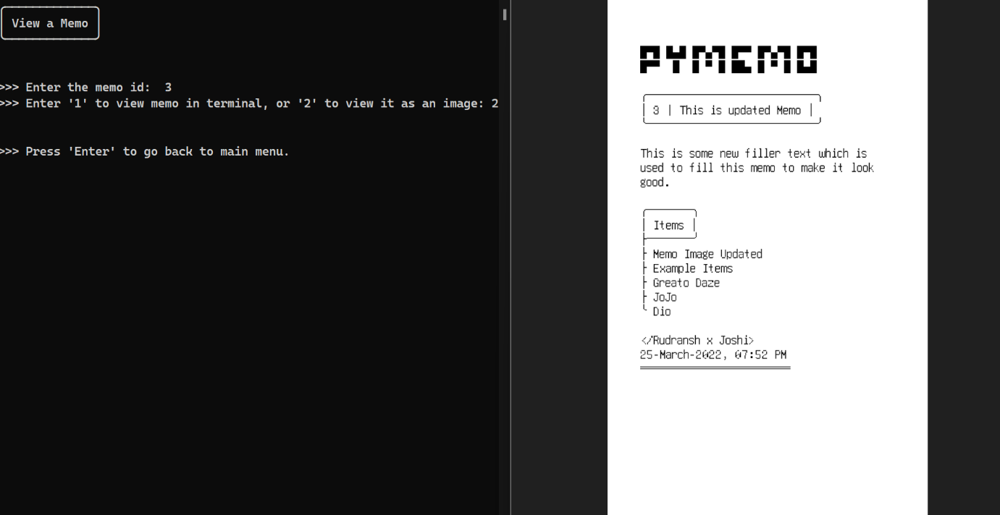 View a Memo
>>> Enter the memo id:  3
>>> Enter '1' to view memo in terminal, or '2' to view it as an image: 2
>>> Press 'Enter' to go back to main menu.
PYMEMO
3 | This is updated Memo
This is some new filler text which is
used to fill this memo to make it look
good.
Items
Memo Image Updated
Example Items
Greato Daze
JoJo
Dio
</Rudransh x Joshi>
25-March-2022, 07:52 PM